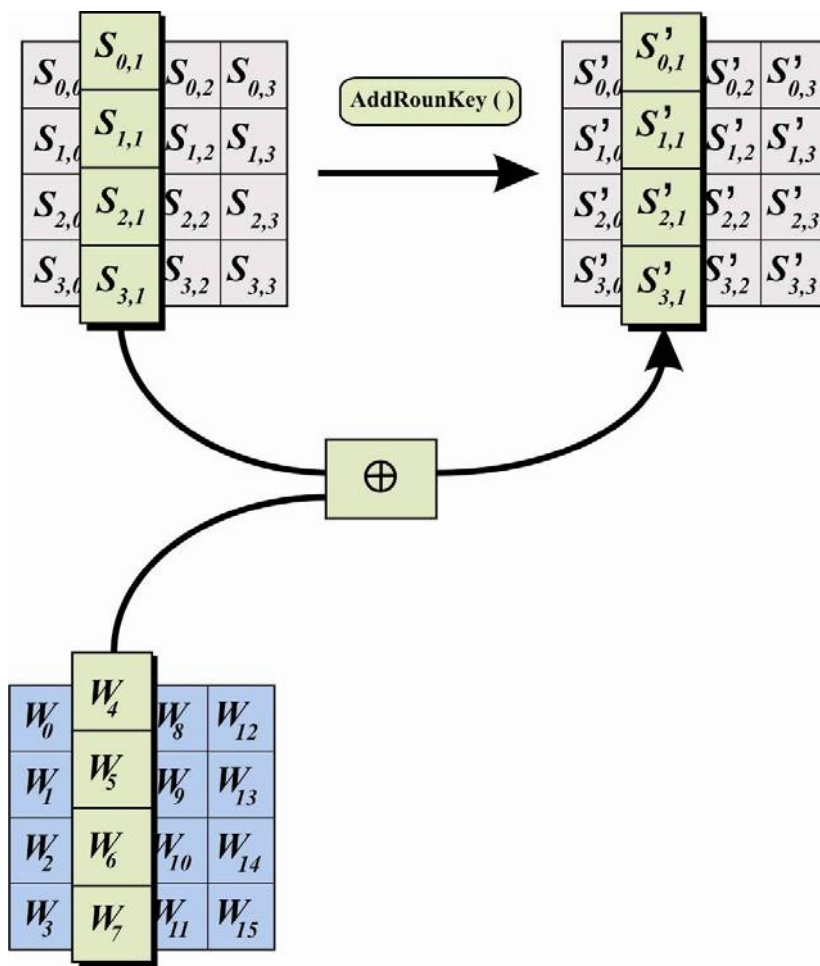 S0,0 S0,1 S0,2 S0,3
S1,0 S1,1 S1,2 S1,3
S2,0 S2,1 S2,2 S2,3
S3,0 S3,1 S3,2 S3,3
AddRounKey ( )
S'0,0 S'0,1 S'0,2 S'0,3
S'1,0 S'1,1 S'1,2 S'1,3
S'2,0 S'2,1 S'2,2 S'2,3
S'3,0 S'3,1 S'3,2 S'3,3
⊕
W0 W4 W8 W12
W1 W5 W9 W13
W2 W6 W10 W14
W3 W7 W11 W15